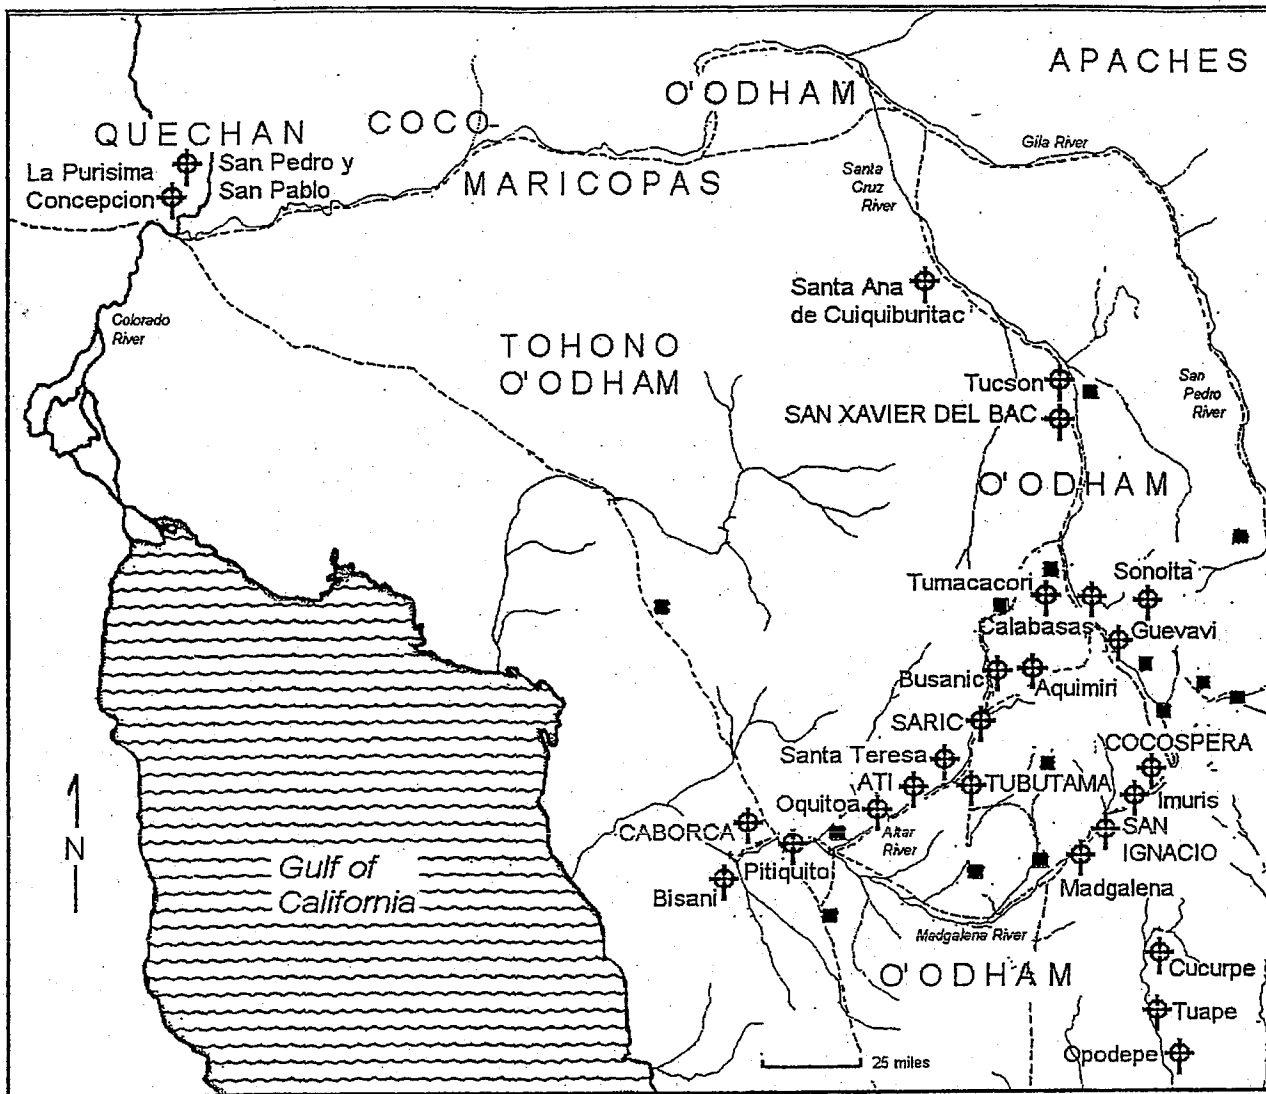 APACHES
O'ODHAM
COCO-
QUECHAN
MARICOPAS
La Purisima
Concepcion
San Pedro y
San Pablo
Gila River
Santa
Cruz
River
Santa Ana
de Cuiquiburitac
Colorado
River
TOHONO
O'ODHAM
San
Pedro
River
Tucson
SAN XAVIER DEL BAC
O'ODHAM
Tumacacori
Sonoita
Calabasas
Guevavi
Busanic
Aquimiri
SARIC
Santa Teresa
COCOSPERA
ATI
TUBUTAMA
Imuris
Oquitoa
CABORCA
Altar
River
SAN
IGNACIO
Pitiquito
Madgalena
Bisani
N
Gulf of
California
Madgalena River
O'ODHAM
Cucurpe
Tuape
Opodepe
25 miles